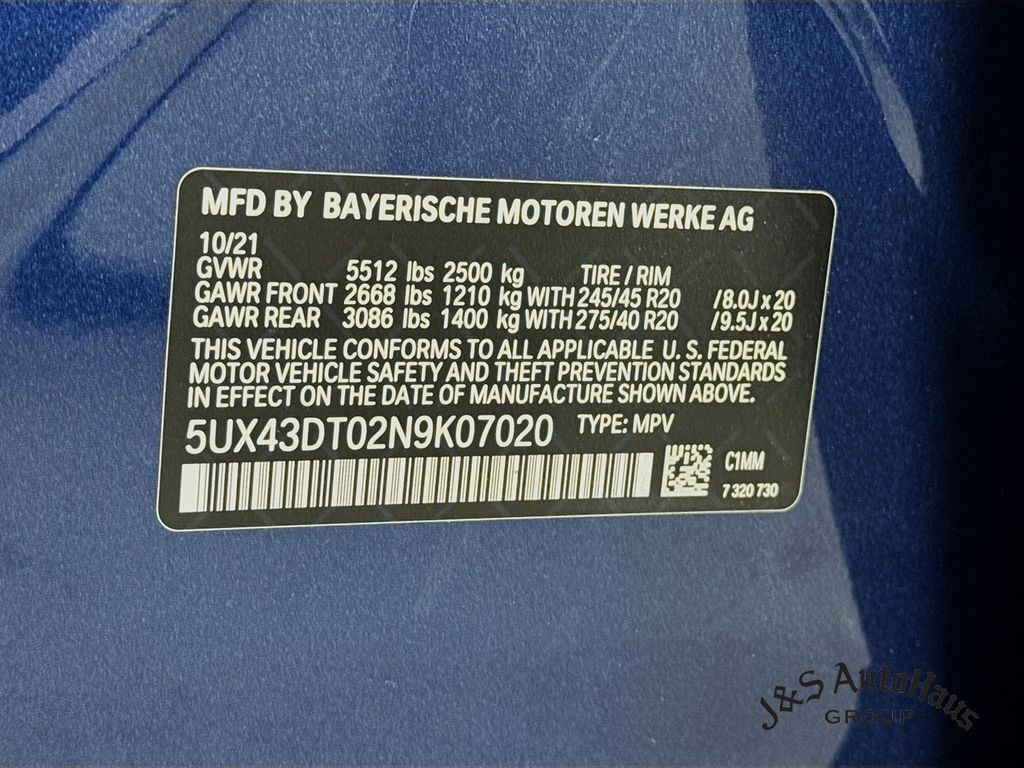 MFD BY BAYERISCHE MOTOREN WERKE AG
10/21
GVWR 5512 lbs 2500 kg TIRE / RIM
GAWR FRONT 2668 lbs 1210 kg WITH 245/45 R20 /8.0J x 20
GAWR REAR 3086 lbs 1400 kg WITH 275/40 R20 /9.5J x 20
THIS VEHICLE CONFORMS TO ALL APPLICABLE U. S. FEDERAL
MOTOR VEHICLE SAFETY AND THEFT PREVENTION STANDARDS
IN EFFECT ON THE DATE OF MANUFACTURE SHOWN ABOVE.
5UX43DT02N9K07020 TYPE: MPV
C1MM
7 320 730
J&S AutoHaus
GROUP